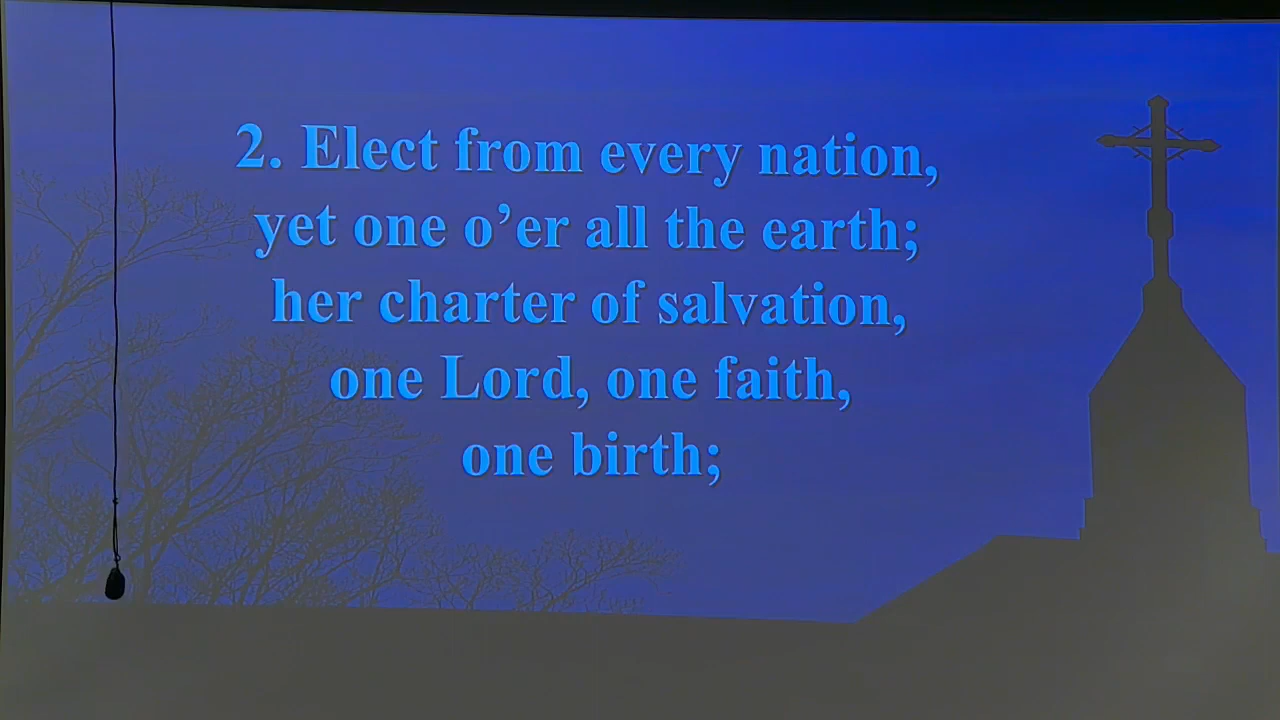 2. Elect from every nation,
yet one o’er all the earth;
her charter of salvation,
one Lord, one faith,
one birth;